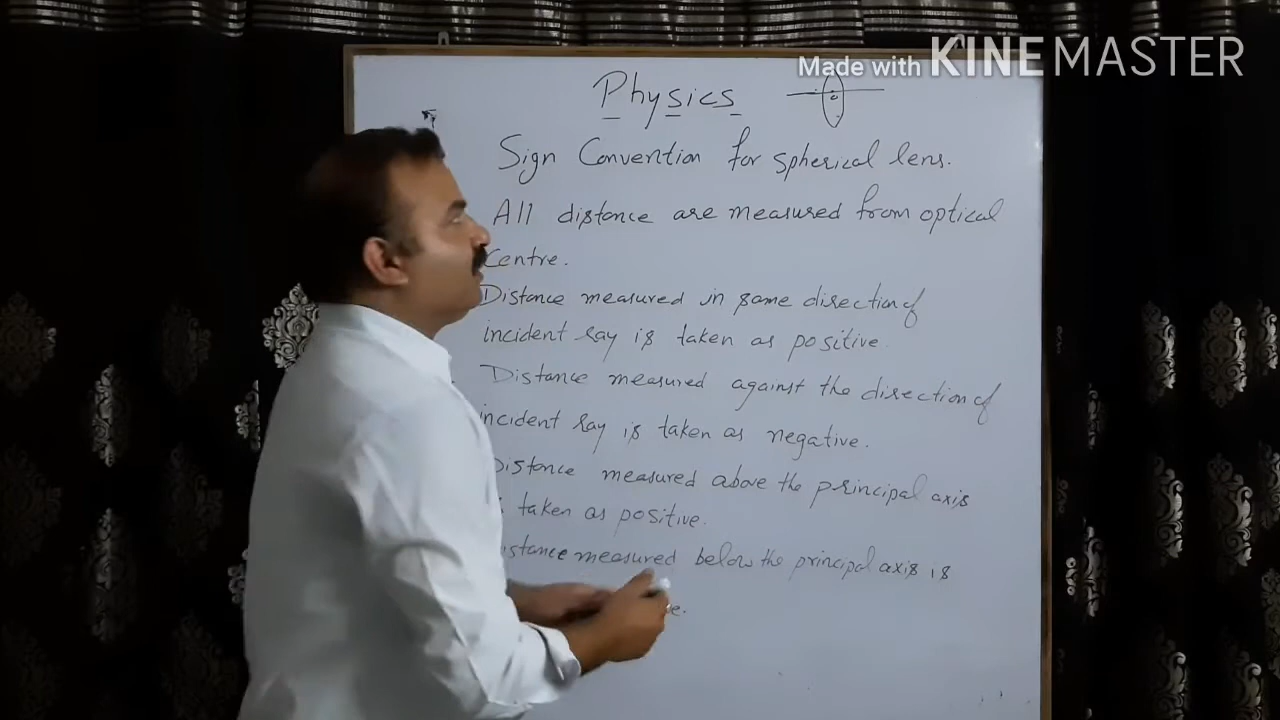 Made with KINEMASTER
Physics
Sign Convention for spherical lens.
All distance are measured from optical
Centre.
Distance measured in same direction of
incident ray is taken as positive.
Distance measured against the direction of
incident ray is taken as negative.
Distance measured above the principal axis
taken as positive.
istance measured below the principal axis is
e.